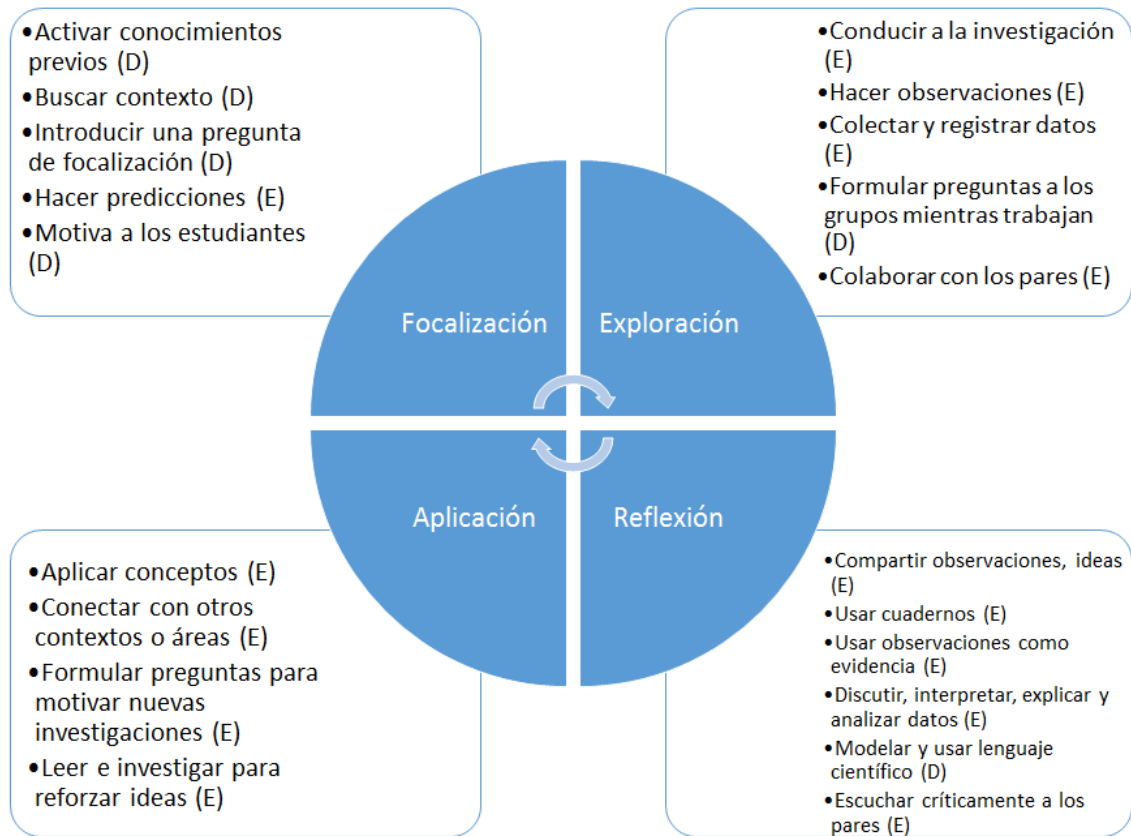 •Activar conocimientos
previos (D)
•Buscar contexto (D)
•Introducir una pregunta
de focalización (D)
•Hacer predicciones (E)
•Motiva a los estudiantes
(D)
•Conducir a la investigación
(E)
•Hacer observaciones (E)
•Colectar y registrar datos
(E)
•Formular preguntas a los
grupos mientras trabajan
(D)
•Colaborar con los pares (E)
Focalización
Exploración
Aplicación
Reflexión
•Aplicar conceptos (E)
•Conectar con otros
contextos o áreas (E)
•Formular preguntas para
motivar nuevas
investigaciones (E)
•Leer e investigar para
reforzar ideas (E)
•Compartir observaciones, ideas
(E)
•Usar cuadernos (E)
•Usar observaciones como
evidencia (E)
•Discutir, interpretar, explicar y
analizar datos (E)
•Modelar y usar lenguaje
científico (D)
•Escuchar críticamente a los
pares (E)